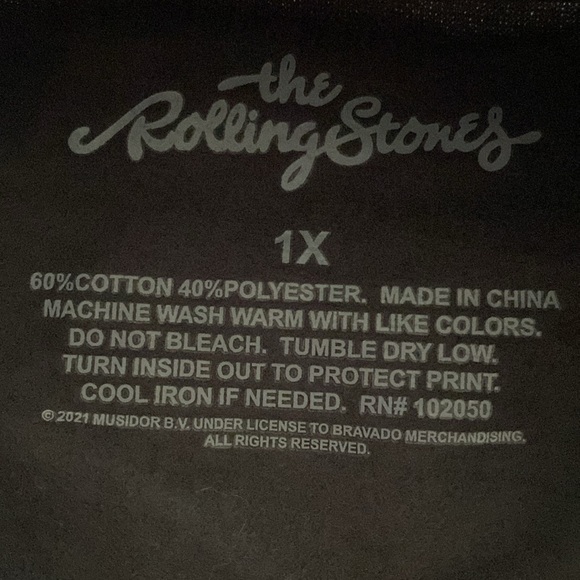 the
Rolling Stones
1X
60%COTTON 40%POLYESTER. MADE IN CHINA
MACHINE WASH WARM WITH LIKE COLORS.
DO NOT BLEACH. TUMBLE DRY LOW.
TURN INSIDE OUT TO PROTECT PRINT.
COOL IRON IF NEEDED. RN# 102050
© 2021 MUSIDOR B.V. UNDER LICENSE TO BRAVADO MERCHANDISING.
ALL RIGHTS RESERVED.